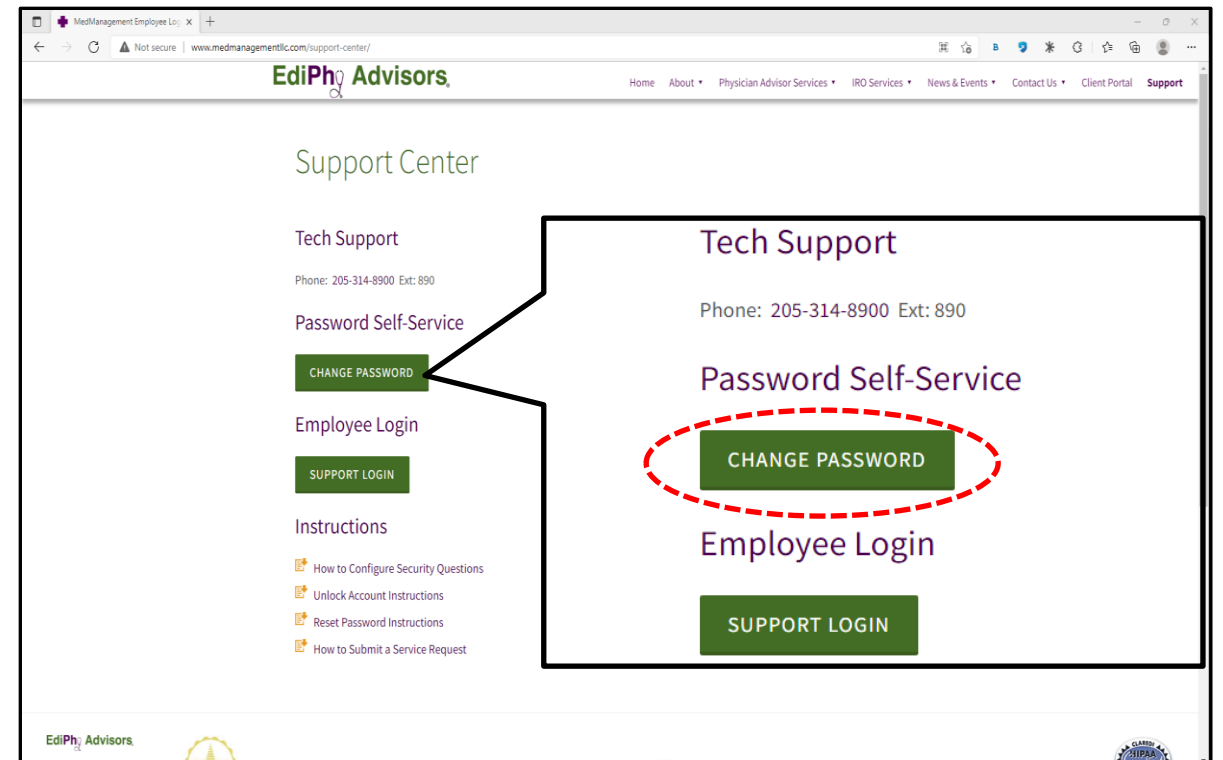 MedManagement Employee Log
Not secure | www.medmanagementllc.com/support-center/
EdiPhy Advisors
Home About Physician Advisor Services IRO Services News & Events Contact Us Client Portal Support
Support Center
Tech Support
Phone: 205-314-8900 Ext: 890
Password Self-Service
CHANGE PASSWORD
Employee Login
SUPPORT LOGIN
Instructions
How to Configure Security Questions
Unlock Account Instructions
Reset Password Instructions
How to Submit a Service Request
Tech Support
Phone: 205-314-8900 Ext: 890
Password Self-Service
CHANGE PASSWORD
Employee Login
SUPPORT LOGIN
EdiPhy Advisors
HIPAA